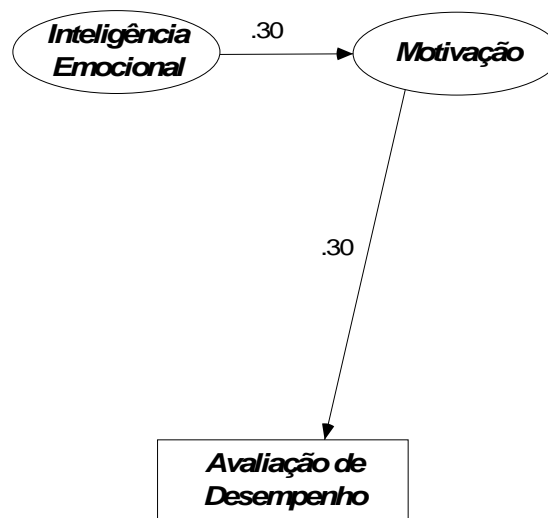 Inteligência
Emocional
.30
Motivação
.30
Avaliação de
Desempenho